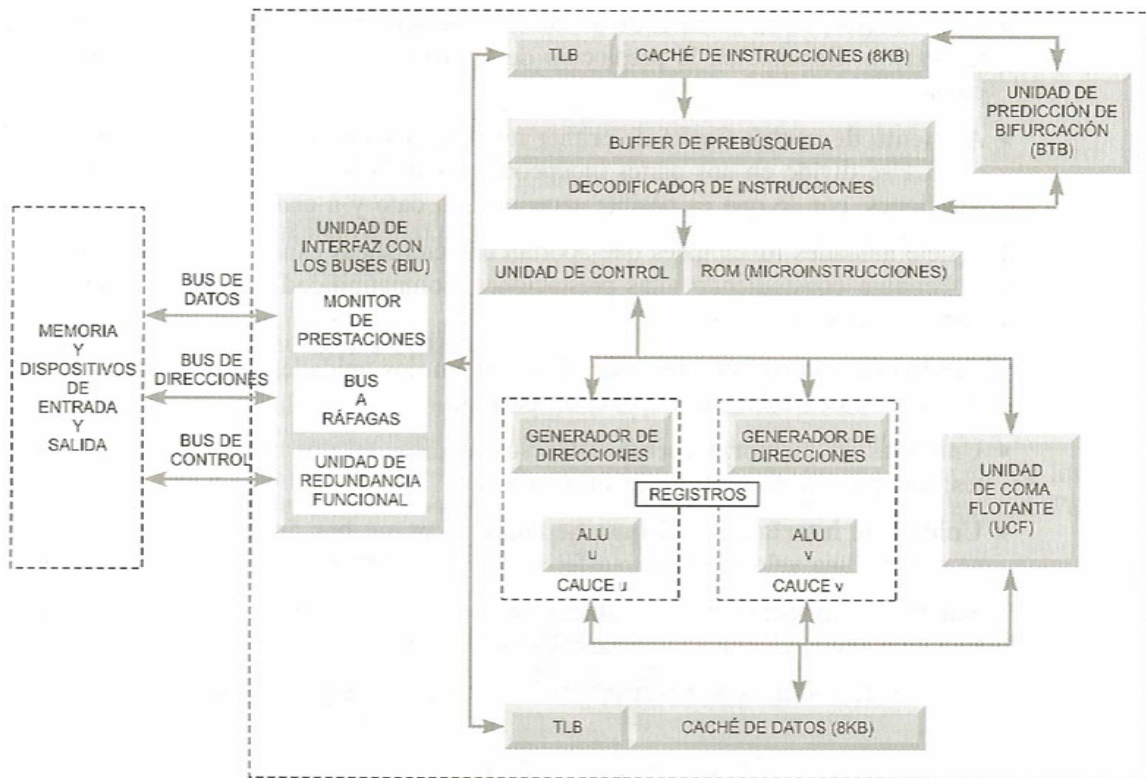 TLB
CACHÉ DE INSTRUCCIONES (8KB)
UNIDAD DE
PREDICCIÓN DE
BIFURCACIÓN
(BTB)
BUFFER DE PREBÚSQUEDA
DECODIFICADOR DE INSTRUCCIONES
UNIDAD DE CONTROL
ROM (MICROINSTRUCCIONES)
MEMORIA
Y
DISPOSITIVOS
DE
ENTRADA
Y
SALIDA
BUS DE
DATOS
BUS DE
DIRECCIONES
BUS DE
CONTROL
UNIDAD DE
INTERFAZ CON
LOS BUSES (BIU)
MONITOR
DE
PRESTACIONES
BUS
A
RÁFAGAS
UNIDAD DE
REDUNDANCIA
FUNCIONAL
GENERADOR DE
DIRECCIONES
GENERADOR DE
DIRECCIONES
REGISTROS
ALU
u
CAUCE u
ALU
v
CAUCE v
UNIDAD
DE COMA
FLOTANTE
(UCF)
TLB
CACHÉ DE DATOS (8KB)